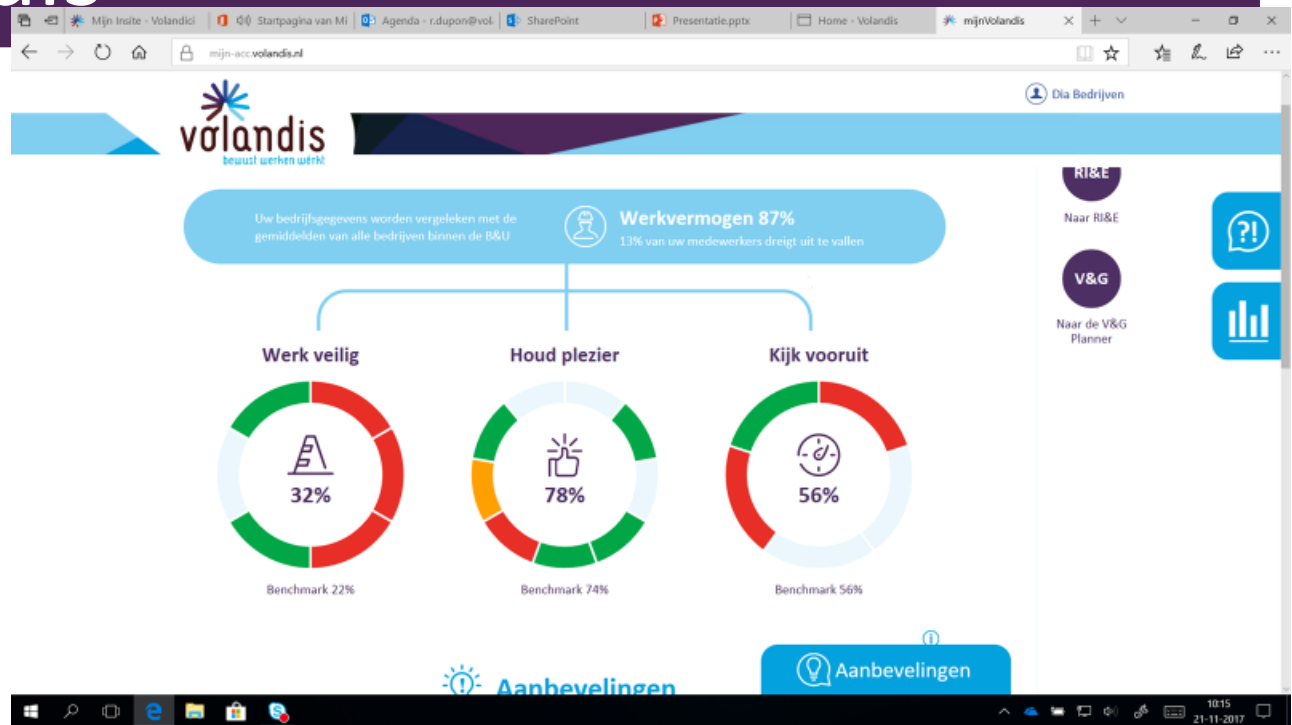 Mijn Insite - Volandici
Startpagina van Mi
Agenda - r.dupon@vol.
SharePoint
Presentatie.pptx
Home - Volandis
mijnVolandis
mijn-acc.volandis.nl
volandis
bewust werken wérkt
Dia Bedrijven
Uw bedrijfsgegevens worden vergeleken met de
gemiddelden van alle bedrijven binnen de B&U
Werkvermogen 87%
13% van uw medewerkers dreigt uit te vallen
RI&E
Naar RI&E
?!
V&G
Naar de V&G
Planner
Werk veilig
Houd plezier
Kijk vooruit
32%
78%
56%
Benchmark 22%
Benchmark 74%
Benchmark 56%
Aanbevelingen
Aanbevelingen
10:15
21-11-2017